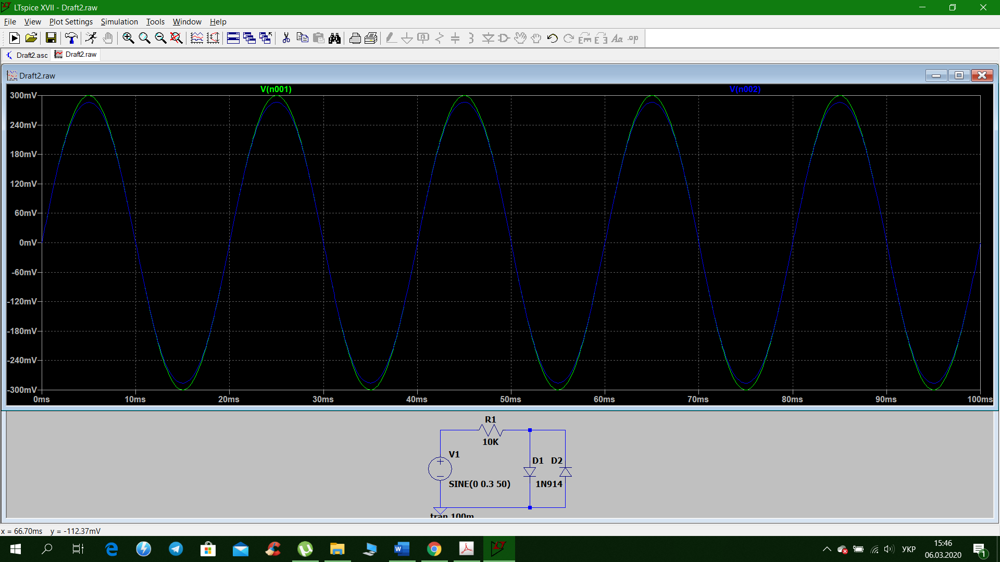 LTspice XVII - Draft2.raw
File View Plot Settings Simulation Tools Window Help
Draft2.asc Draft2.raw
Draft2.raw
V(n001) V(n002)
300mV
240mV
180mV
120mV
60mV
0mV
-60mV
-120mV
-180mV
-240mV
-300mV
0ms 10ms 20ms 30ms 40ms 50ms 60ms 70ms 80ms 90ms 100ms
R1
10K
V1
D1 D2
SINE(0 0.3 50) 1N914
tran 100m
x = 66.70ms y = -112.37mV
УКР
15:46
06.03.2020
1